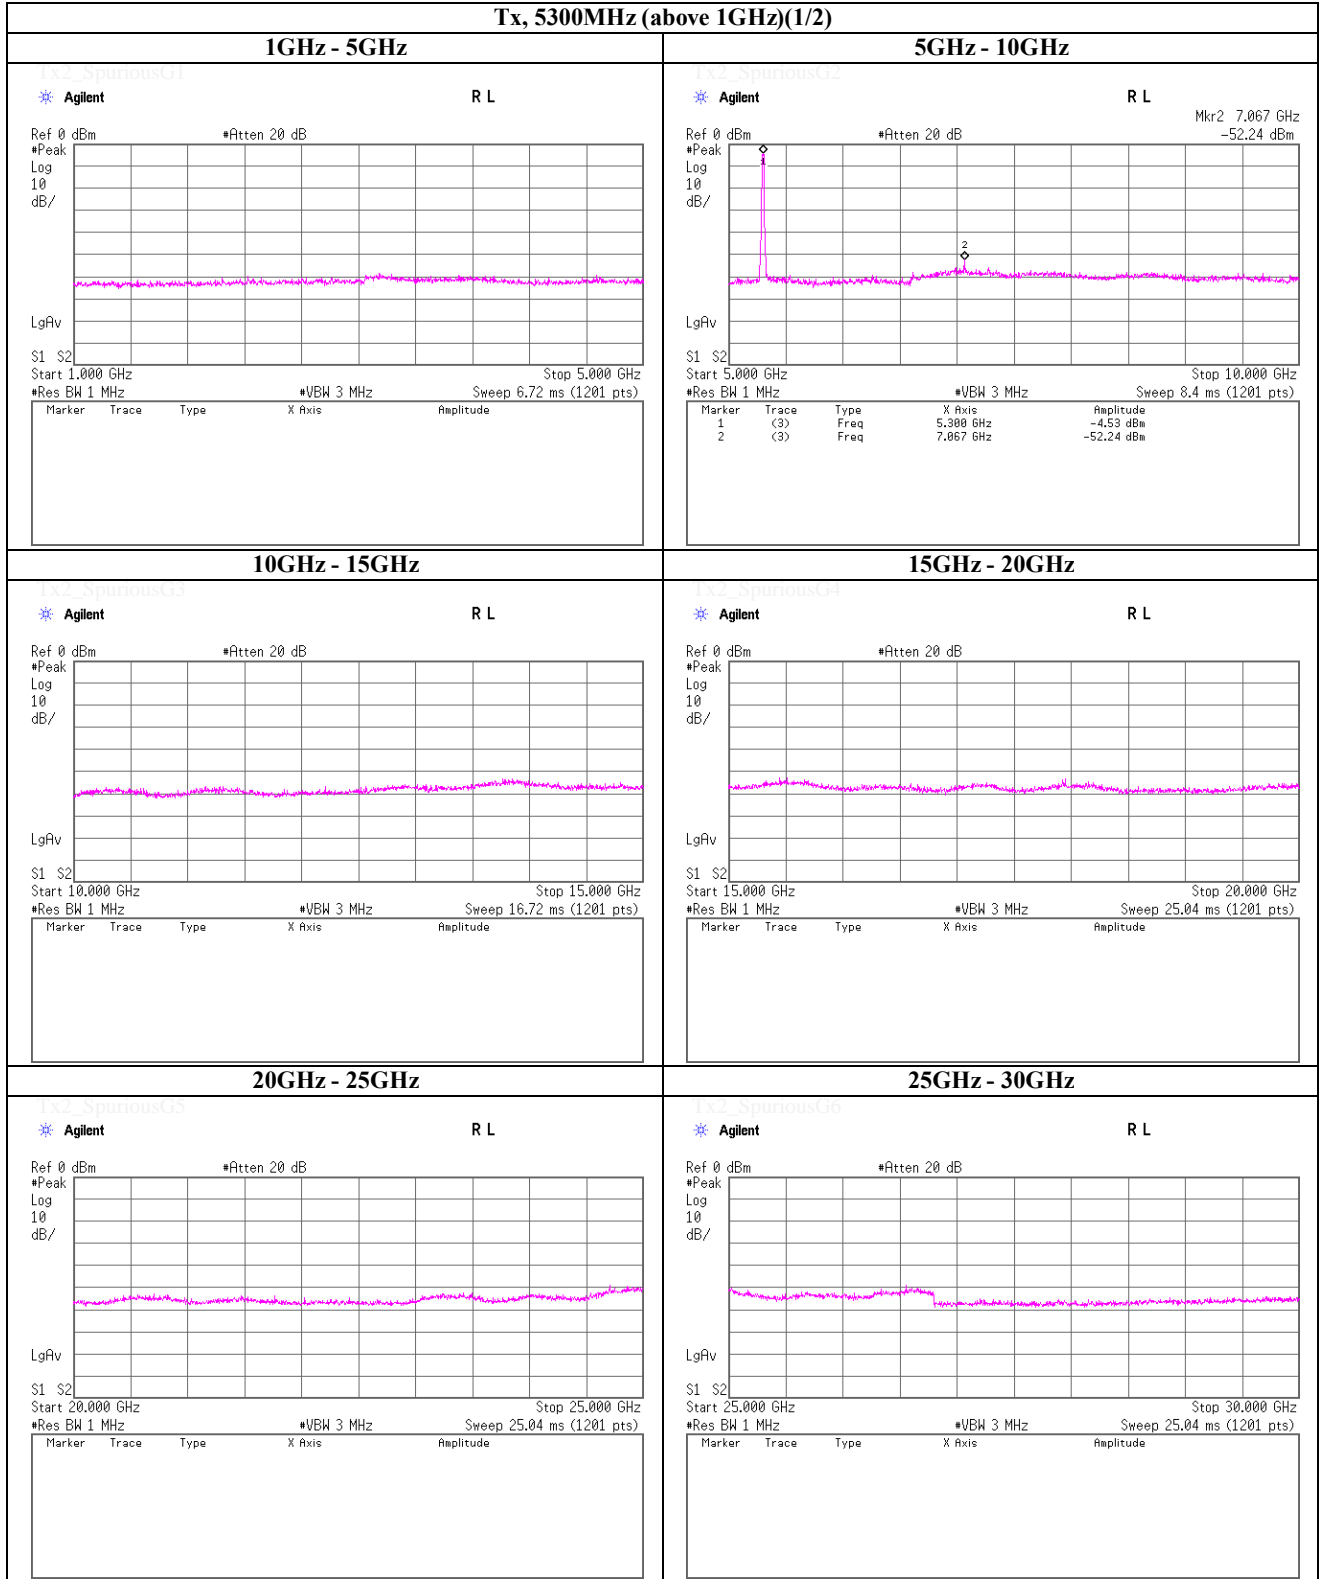 Tx, 5300MHz (above 1GHz)(1/2)
1GHz - 5GHz
Tx2_SpuriousG1
Agilent R L
Ref 0 dBm #Atten 20 dB
#Peak
Log
10
dB/
LgAv
S1 S2
Start 1.000 GHz Stop 5.000 GHz
#Res BW 1 MHz #VBW 3 MHz Sweep 6.72 ms (1201 pts)
Marker Trace Type X Axis Amplitude
5GHz - 10GHz
Tx2_SpuriousG2
Agilent R L
Mkr2 7.067 GHz
Ref 0 dBm #Atten 20 dB -52.24 dBm
#Peak
Log
10
dB/
1
2
LgAv
S1 S2
Start 5.000 GHz Stop 10.000 GHz
#Res BW 1 MHz #VBW 3 MHz Sweep 8.4 ms (1201 pts)
Marker Trace Type X Axis Amplitude
1 (3) Freq 5.300 GHz -4.53 dBm
2 (3) Freq 7.067 GHz -52.24 dBm
10GHz - 15GHz
Tx2_SpuriousG3
Agilent R L
Ref 0 dBm #Atten 20 dB
#Peak
Log
10
dB/
LgAv
S1 S2
Start 10.000 GHz Stop 15.000 GHz
#Res BW 1 MHz #VBW 3 MHz Sweep 16.72 ms (1201 pts)
Marker Trace Type X Axis Amplitude
15GHz - 20GHz
Tx2_SpuriousG4
Agilent R L
Ref 0 dBm #Atten 20 dB
#Peak
Log
10
dB/
LgAv
S1 S2
Start 15.000 GHz Stop 20.000 GHz
#Res BW 1 MHz #VBW 3 MHz Sweep 25.04 ms (1201 pts)
Marker Trace Type X Axis Amplitude
20GHz - 25GHz
Tx2_SpuriousG5
Agilent R L
Ref 0 dBm #Atten 20 dB
#Peak
Log
10
dB/
LgAv
S1 S2
Start 20.000 GHz Stop 25.000 GHz
#Res BW 1 MHz #VBW 3 MHz Sweep 25.04 ms (1201 pts)
Marker Trace Type X Axis Amplitude
25GHz - 30GHz
Tx2_SpuriousG6
Agilent R L
Ref 0 dBm #Atten 20 dB
#Peak
Log
10
dB/
LgAv
S1 S2
Start 25.000 GHz Stop 30.000 GHz
#Res BW 1 MHz #VBW 3 MHz Sweep 25.04 ms (1201 pts)
Marker Trace Type X Axis Amplitude